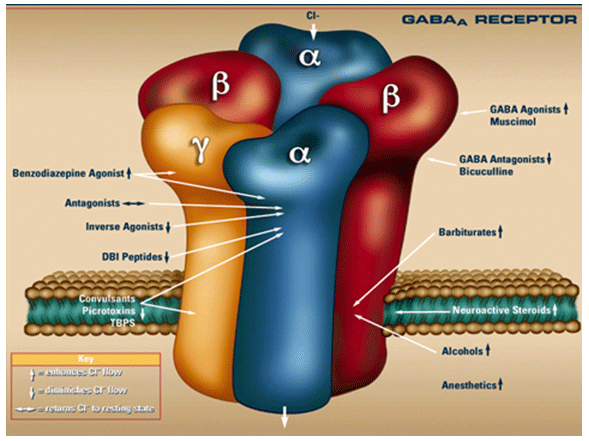 Cl-
GABAA RECEPTOR
α
β
β
γ
α
GABA Agonists ↑
Muscimol
GABA Antagonists ↓
Bicuculline
Benzodiazepine Agonist ↑
Antagonists ↔
Inverse Agonists ↓
DBI Peptides ↓
Barbiturates ↑
Convulsants
Picrotoxins ↓
TBPS
Neuroactive Steroids ↑
Alcohols ↑
Anesthetics ↑
Key
↑ = enhances Cl- flow
↓ = diminishes Cl- flow
↔ = returns Cl- to resting state